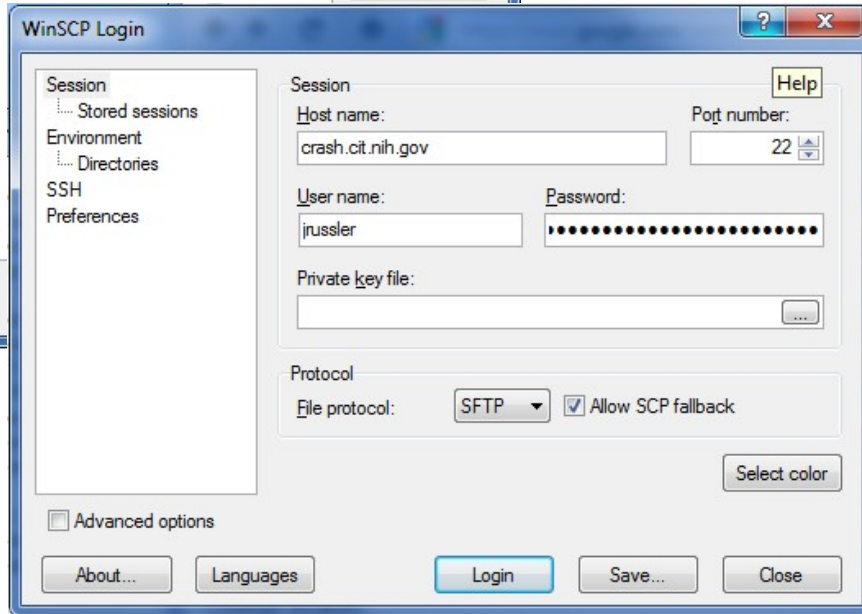 WinSCP Login
?
X
Help
Session
Stored sessions
Environment
Directories
SSH
Preferences
Session
Host name:
Port number:
crash.cit.nih.gov
22
User name:
Password:
jrussler
●●●●●●●●●●●●●●●●●●●●●●
Private key file:
...
Protocol
File protocol:
SFTP
Allow SCP fallback
Select color
Advanced options
About...
Languages
Login
Save...
Close